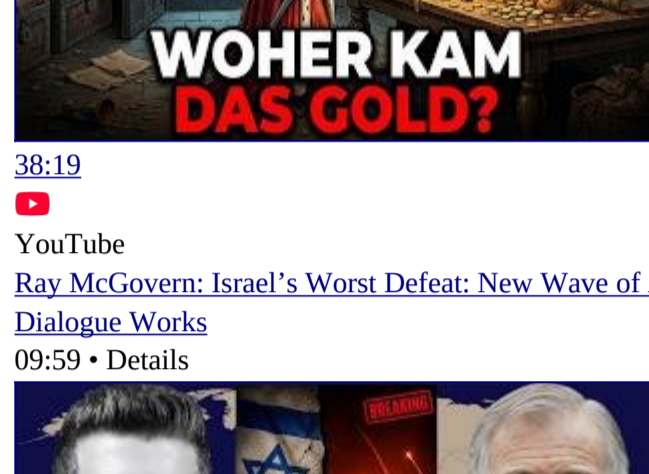 WOHER KAM
DAS GOLD?
38:19
YouTube
Ray McGovern: Israel’s Worst Defeat: New Wave of
Dialogue Works
09:59 • Details
BREAKING